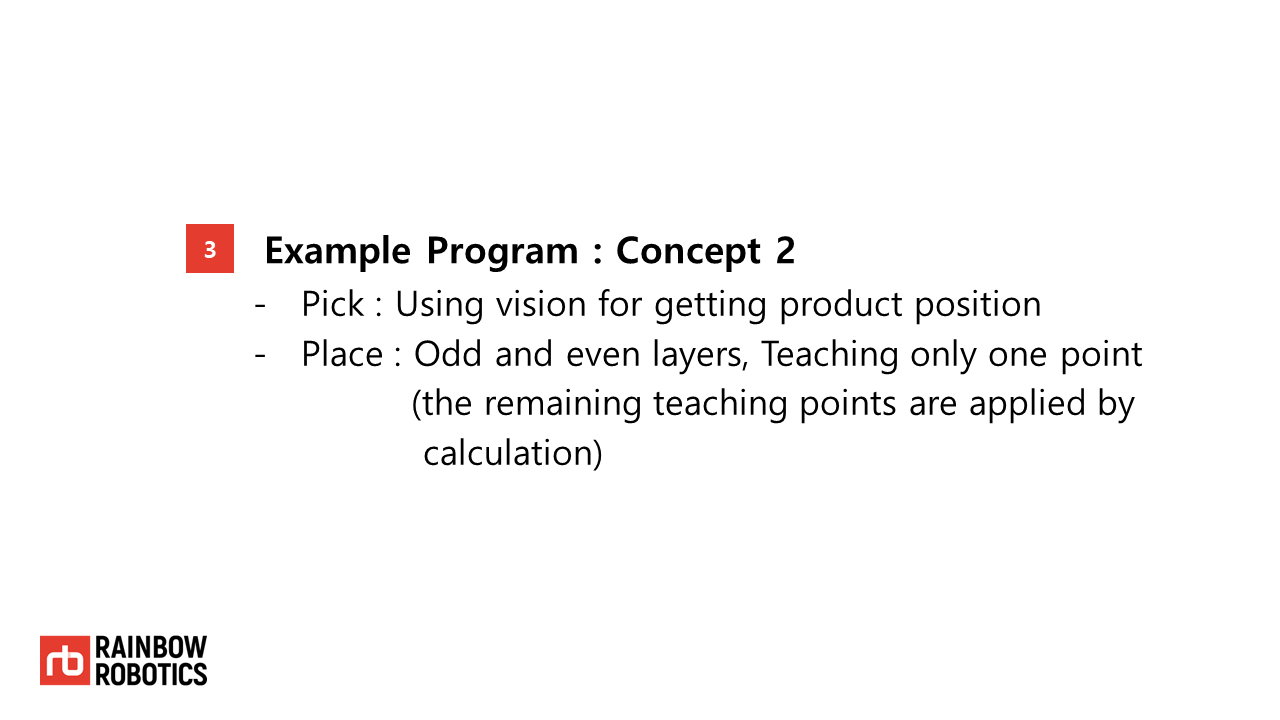 3 Example Program : Concept 2
- Pick : Using vision for getting product position
- Place : Odd and even layers, Teaching only one point
(the remaining teaching points are applied by
calculation)
rb RAINBOW
ROBOTICS